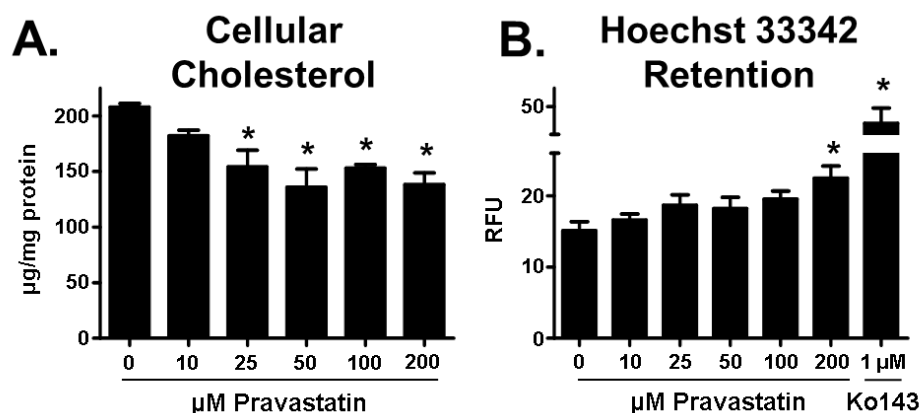 A.
Cellular
Cholesterol
µg/mg protein
200
150
100
50
0
* * * *
0 10 25 50 100 200
µM Pravastatin
B.
Hoechst 33342
Retention
RFU
50
20
10
0
* *
0 10 25 50 100 200 1 µM
µM Pravastatin Ko143